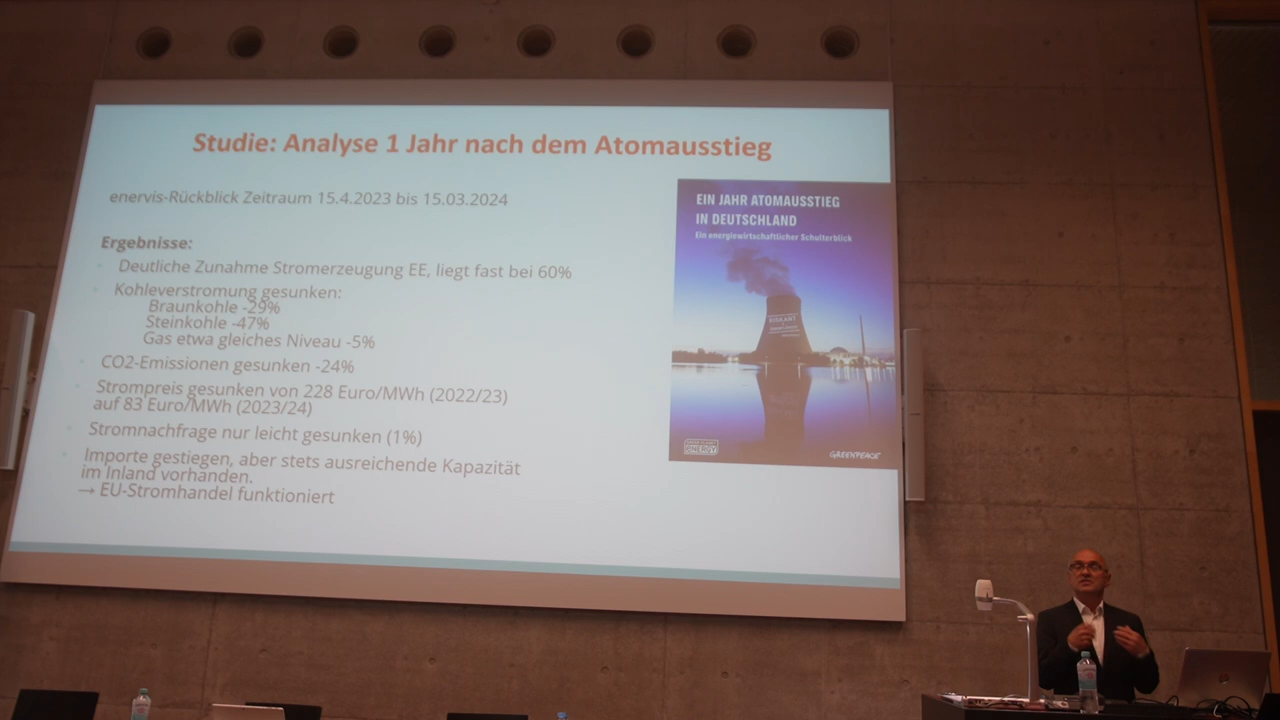 Studie: Analyse 1 Jahr nach dem Atomausstieg
enervis-Rückblick Zeitraum 15.4.2023 bis 15.03.2024
Ergebnisse:
Deutliche Zunahme Stromerzeugung EE, liegt fast bei 60%
Kohleverstromung gesunken:
Braunkohle -29%
Steinkohle -47%
Gas etwa gleiches Niveau -5%
CO2-Emissionen gesunken -24%
Strompreis gesunken von 228 Euro/MWh (2022/23)
auf 83 Euro/MWh (2023/24)
Stromnachfrage nur leicht gesunken (1%)
Importe gestiegen, aber stets ausreichende Kapazität
im Inland vorhanden.
→ EU-Stromhandel funktioniert
EIN JAHR ATOMAUSSTIEG
IN DEUTSCHLAND
Ein energiewirtschaftlicher Schulterblick
RISKANT
ENERGY
GREENPEACE